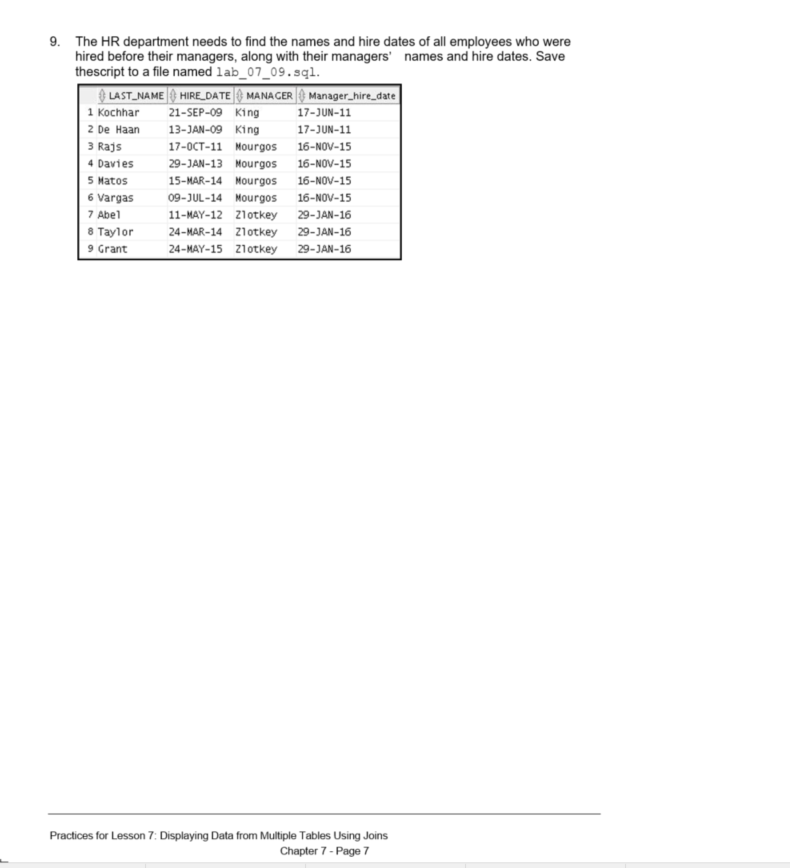 9. The HR department needs to find the names and hire dates of all employees who were
hired before their managers, along with their managers' names and hire dates. Save
thescript to a file named lab_07_09.sql.
LAST_NAME HIRE_DATE MANAGER Manager_hire_date
1 Kochhar 21-SEP-09 King 17-JUN-11
2 De Haan 13-JAN-09 King 17-JUN-11
3 Rajs 17-OCT-11 Mourgos 16-NOV-15
4 Davies 29-JAN-13 Mourgos 16-NOV-15
5 Matos 15-MAR-14 Mourgos 16-NOV-15
6 Vargas 09-JUL-14 Mourgos 16-NOV-15
7 Abel 11-MAY-12 Zlotkey 29-JAN-16
8 Taylor 24-MAR-14 Zlotkey 29-JAN-16
9 Grant 24-MAY-15 Zlotkey 29-JAN-16
Practices for Lesson 7: Displaying Data from Multiple Tables Using Joins
Chapter 7 - Page 7